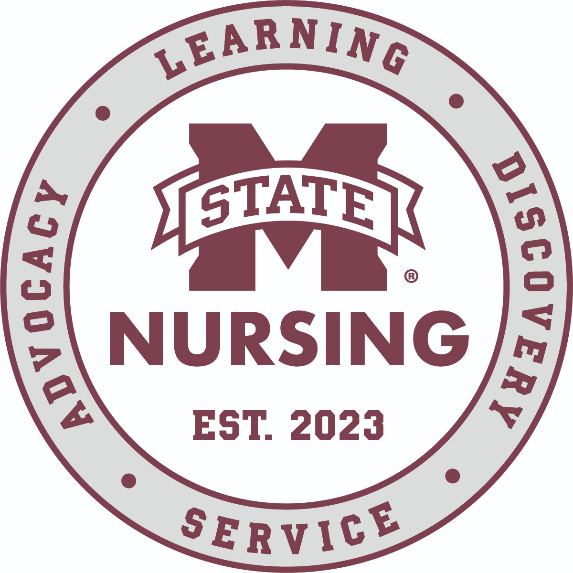 LEARNING
DISCOVERY
SERVICE
ADVOCACY
M
STATE
®
NURSING
EST. 2023